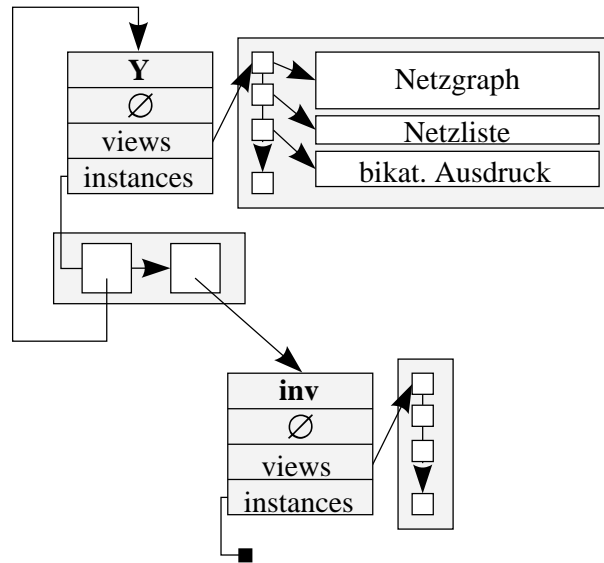 Y
∅
views
instances
Netzgraph
Netzliste
bikat. Ausdruck
inv
∅
views
instances